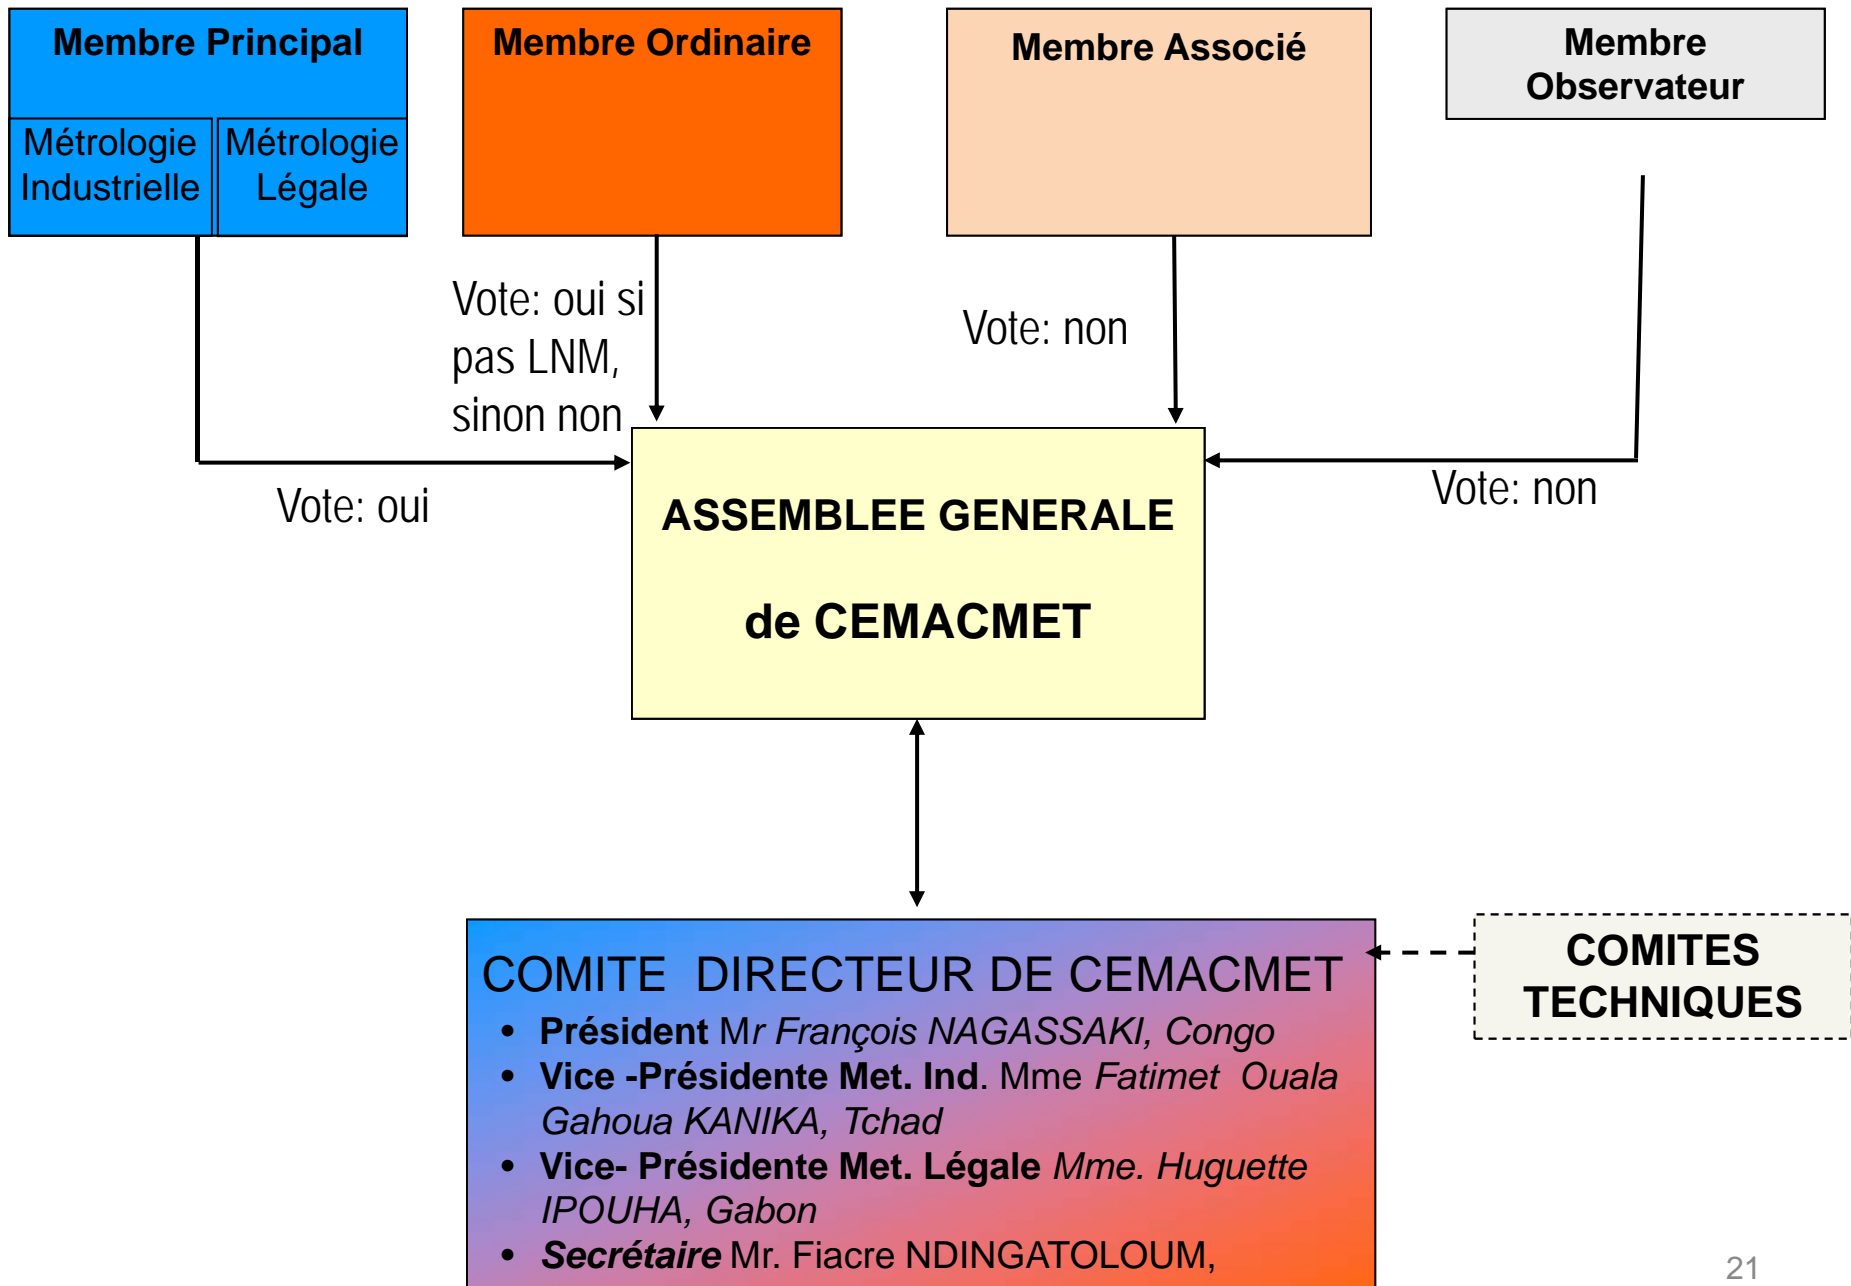 Membre Principal
Métrologie
Industrielle
Métrologie
Légale
Membre Ordinaire
Membre Associé
Membre
Observateur
Vote: oui si
pas LNM,
sinon non
Vote: non
Vote: oui
Vote: non
ASSEMBLEE GENERALE
de CEMACMET
COMITE DIRECTEUR DE CEMACMET
• Président Mr François NAGASSAKI, Congo
• Vice -Présidente Met. Ind. Mme Fatimet Ouala
Gahoua KANIKA, Tchad
• Vice- Présidente Met. Légale Mme. Huguette
IPOUHA, Gabon
• Secrétaire Mr. Fiacre NDINGATOLOUM,
COMITES
TECHNIQUES
21